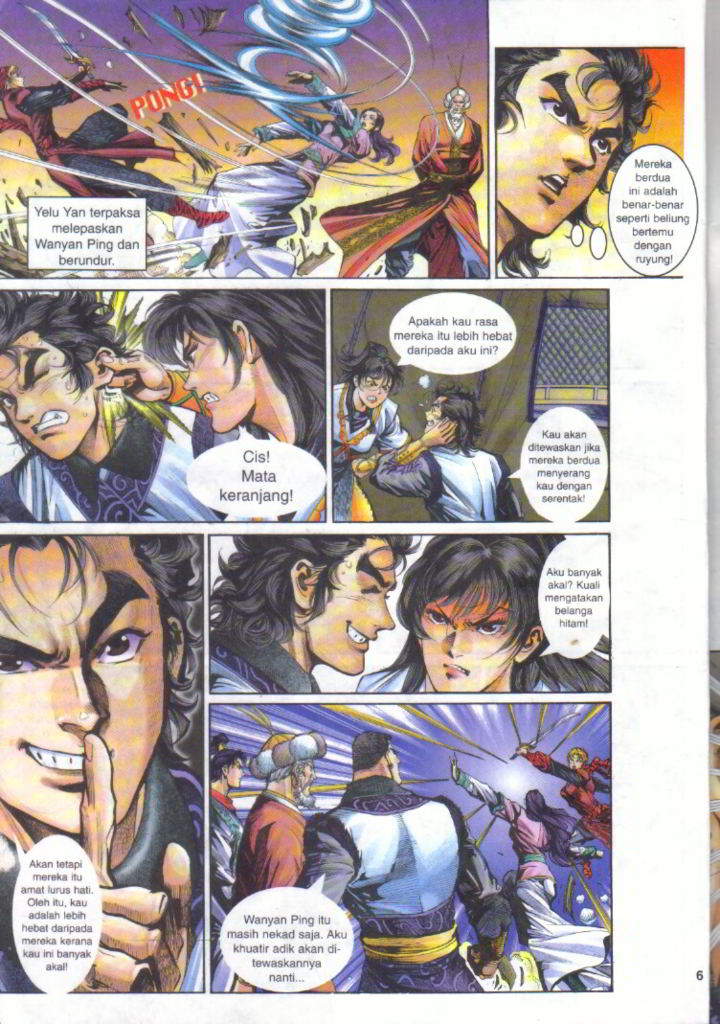 PONG!
Yelu Yan terpaksa
melepaskan
Wanyan Ping dan
berundur.
Mereka
berdua
ini adalah
benar-benar
seperti beliung
bertemu
dengan
ruyung!
Cis!
Mata
keranjang!
Apakah kau rasa
mereka itu lebih hebat
daripada aku ini?
Kau akan
ditewaskan jika
mereka berdua
menyerang
kau dengan
serentak!
Akan tetapi
mereka itu
amat lurus hati.
Oleh itu, kau
adalah lebih
hebat daripada
mereka kerana
kau ini banyak
akal!
Aku banyak
akal? Kuali
mengatakan
belanga
hitam!
Wanyan Ping itu
masih nekad saja. Aku
khuatir adik akan di-
tewaskannya
nanti...
6